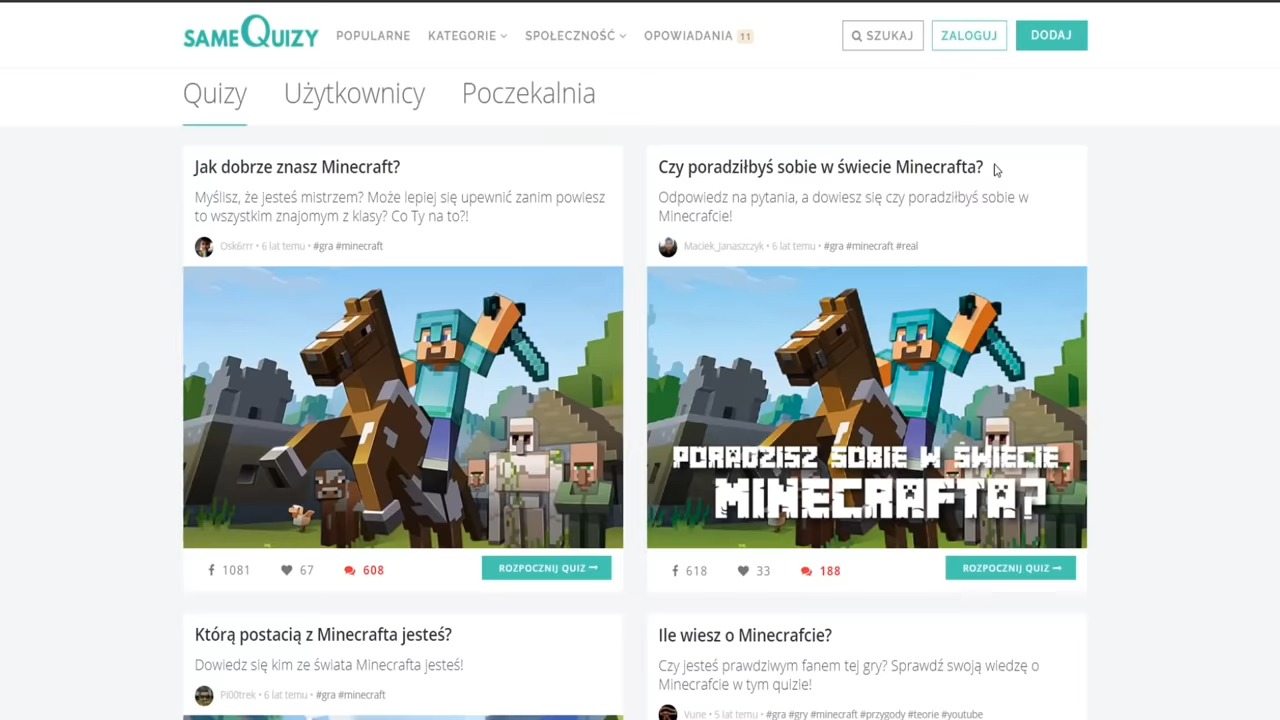 SAMEQUIZY POPULARNE KATEGORIE SPOŁECZNOŚĆ OPOWIADANIA 11 SZUKAJ ZALOGUJ DODAJ
Quizy Użytkownicy Poczekalnia
Jak dobrze znasz Minecraft?
Myślisz, że jesteś mistrzem? Może lepiej się upewnić zanim powiesz
to wszystkim znajomym z klasy? Co Ty na to?!
Osk6rrr • 6 lat temu • #gra #minecraft
1081 67 608 ROZPOCZNIJ QUIZ →
Czy poradziłbyś sobie w świecie Minecrafta?
Odpowiedz na pytania, a dowiesz się czy poradziłbyś sobie w
Minecrafcie!
Maciek_Janaszczyk • 6 lat temu • #gra #minecraft #real
PORADZISZ SOBIE W ŚWIECIE
MINECRAFTA?
618 33 188 ROZPOCZNIJ QUIZ →
Którą postacią z Minecrafta jesteś?
Dowiedz się kim ze świata Minecrafta jesteś!
Pi00trek • 6 lat temu • #gra #minecraft
Ile wiesz o Minecrafcie?
Czy jesteś prawdziwym fanem tej gry? Sprawdź swoją wiedzę o
Minecrafcie w tym quizie!
Vune • 5 lat temu • #gra #gry #minecraft #przygody #teorie #youtube